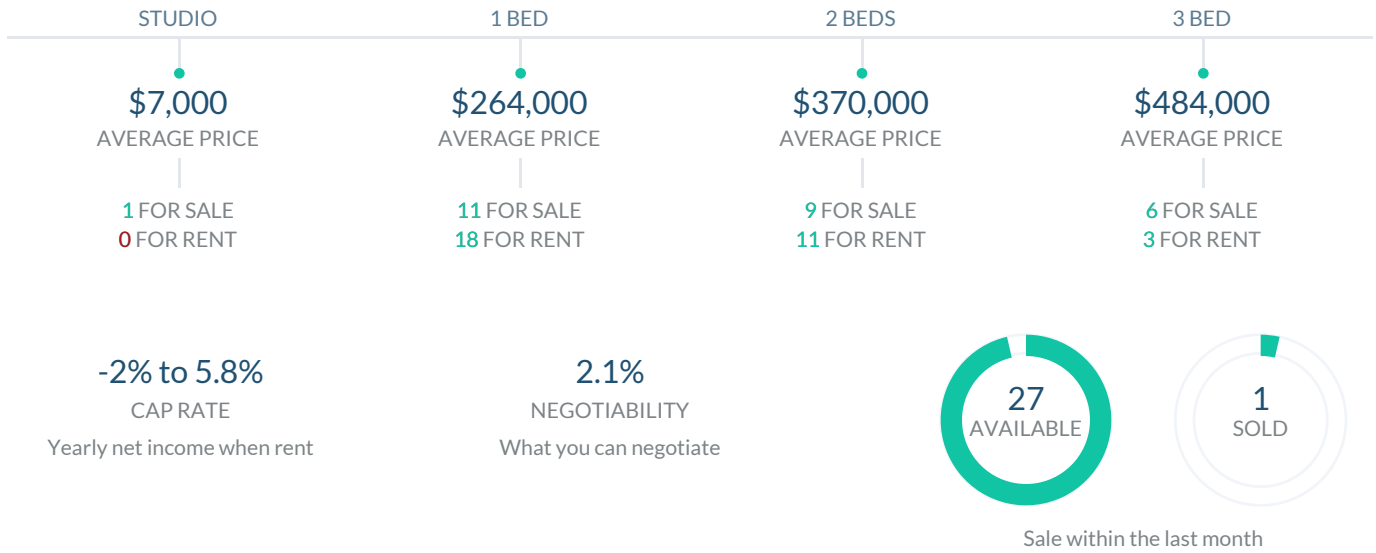 STUDIO
1 BED
2 BEDS
3 BED
$7,000
$264,000
$370,000
$484,000
AVERAGE PRICE
AVERAGE PRICE
AVERAGE PRICE
AVERAGE PRICE
1 FOR SALE
11 FOR SALE
9 FOR SALE
6 FOR SALE
0 FOR RENT
18 FOR RENT
11 FOR RENT
3 FOR RENT
-2% to 5.8%
CAP RATE
Yearly net income when rent
2.1%
NEGOTIABILITY
What you can negotiate
27
AVAILABLE
1
SOLD
Sale within the last month